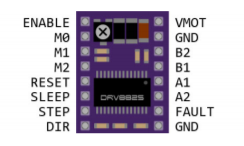 ENABLE VMOT
M0 GND
M1 B2
M2 B1
RESET A1
SLEEP A2
STEP FAULT
DIR GND
DRV8825